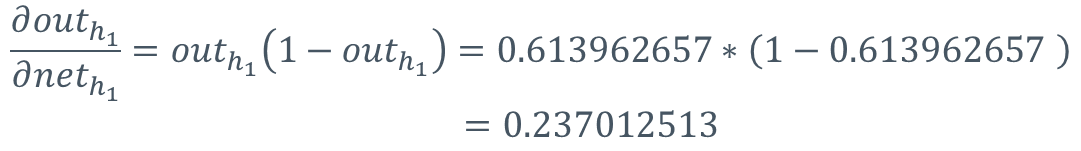 ∂out_{h_1}/∂net_{h_1} = out_{h_1}(1 − out_{h_1}) = 0.613962657 ∗ (1 − 0.613962657 )
= 0.237012513